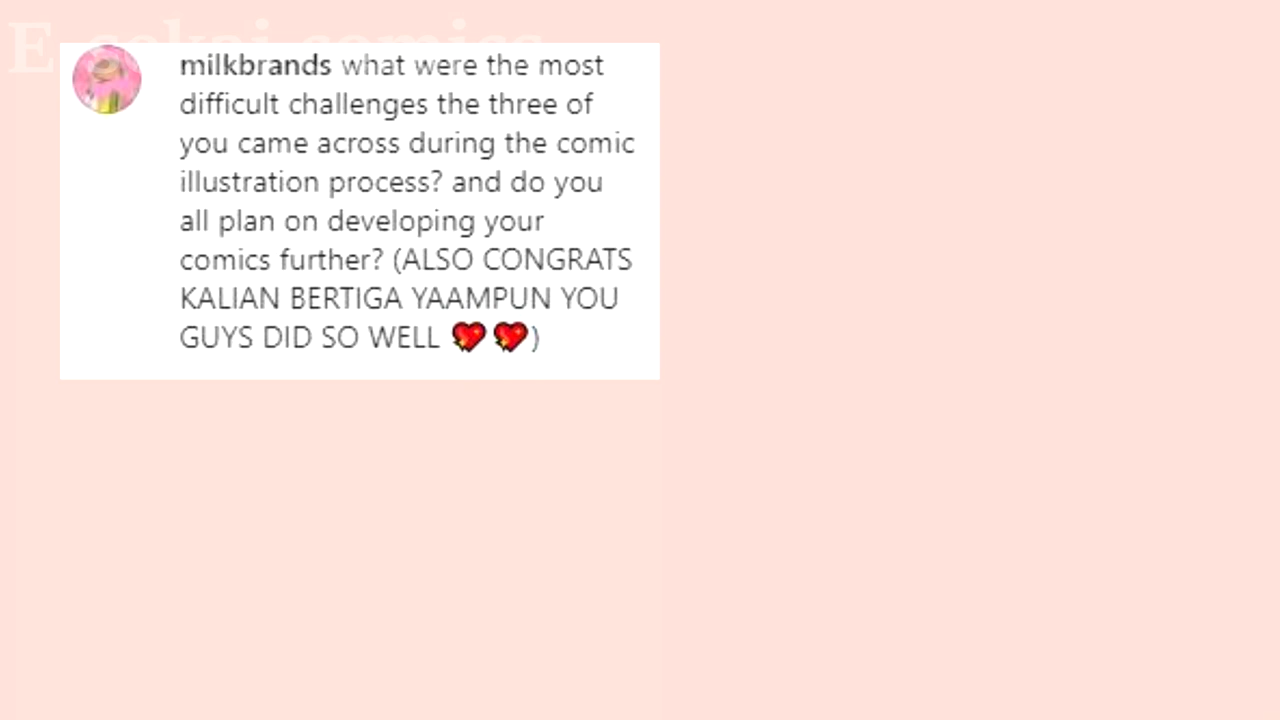 milkbrands what were the most
difficult challenges the three of
you came across during the comic
illustration process? and do you
all plan on developing your
comics further? (ALSO CONGRATS
KALIAN BERTIGA YAAMPUN YOU
GUYS DID SO WELL 💖💖)